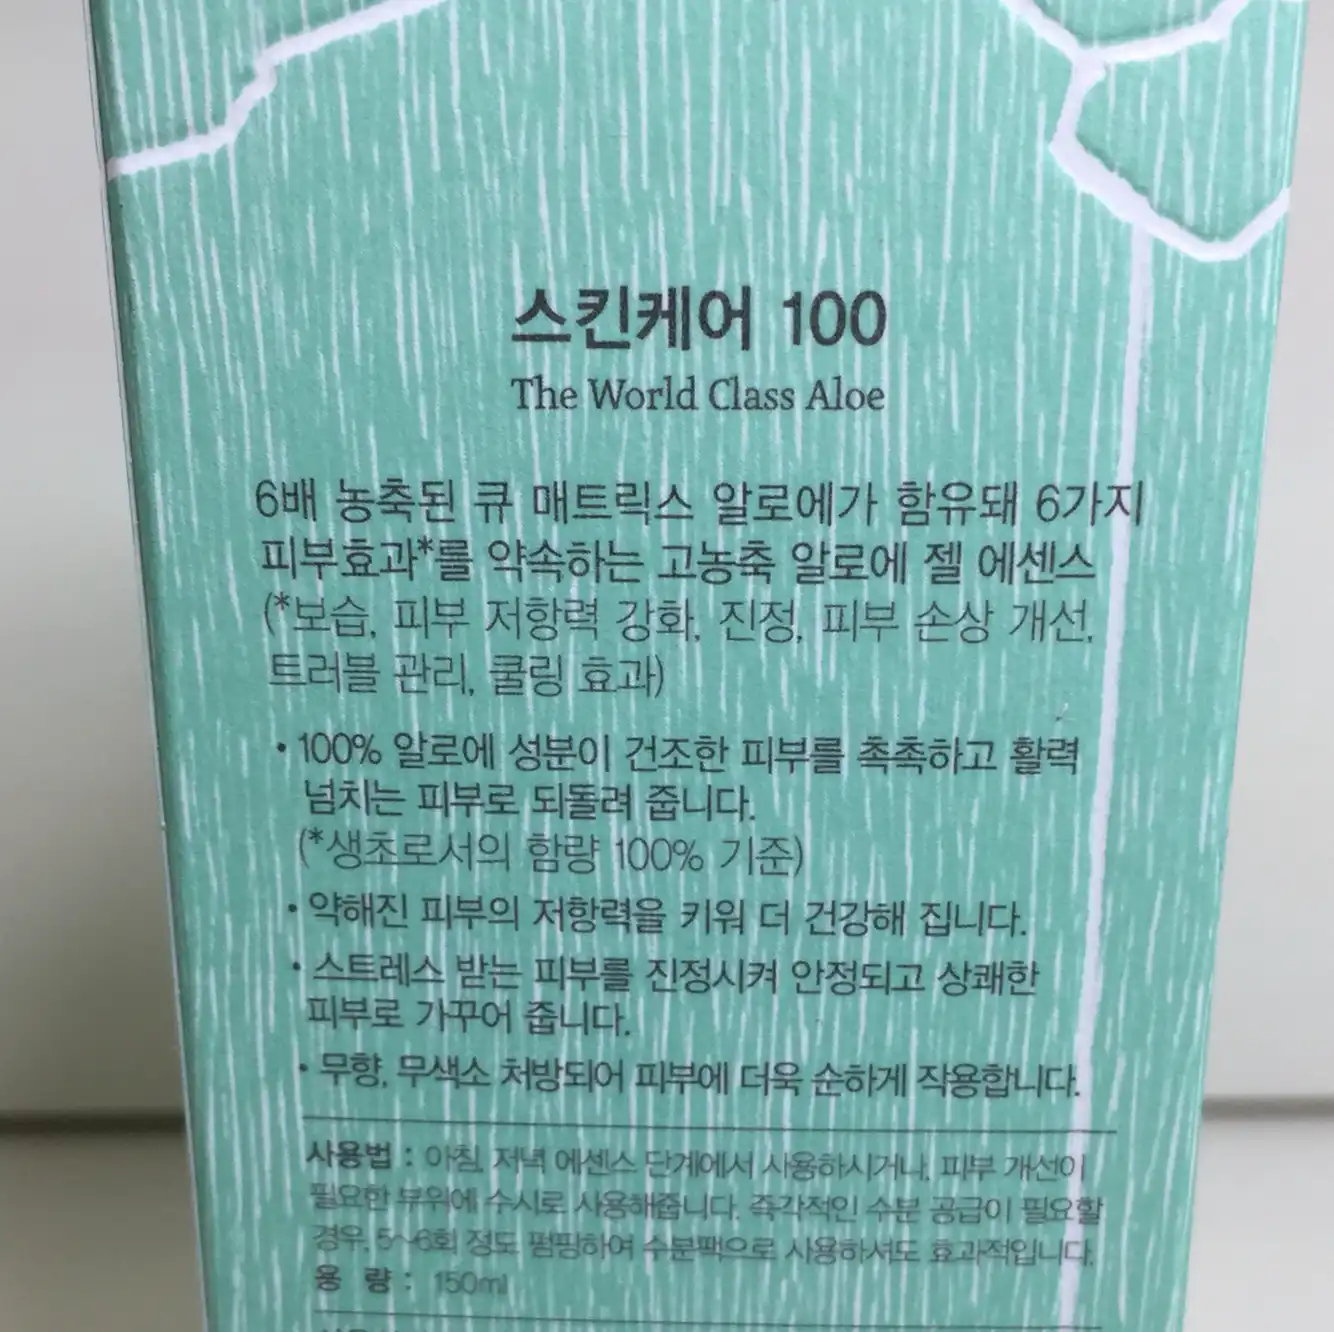 스킨케어 100
The World Class Aloe
6배 농축된 큐 매트릭스 알로에가 함유돼 6가지
피부효과*를 약속하는 고농축 알로에 젤 에센스
(*보습, 피부 저항력 강화, 진정, 피부 손상 개선,
트러블 관리, 쿨링 효과)
• 100% 알로에 성분이 건조한 피부를 촉촉하고 활력
넘치는 피부로 되돌려 줍니다.
(*생초로서의 함량 100% 기준)
• 약해진 피부의 저항력을 키워 더 건강해 집니다.
• 스트레스 받는 피부를 진정시켜 안정되고 상쾌한
피부로 가꾸어 줍니다.
• 무향, 무색소 처방되어 피부에 더욱 순하게 작용합니다.
사용법 : 아침, 저녁 에센스 단계에서 사용하시거나, 피부 개선이
필요한 부위에 수시로 사용해줍니다. 즉각적인 수분 공급이 필요할
경우, 5~6회 정도 펌핑하여 수분팩으로 사용하셔도 효과적입니다.
용 량 : 150ml